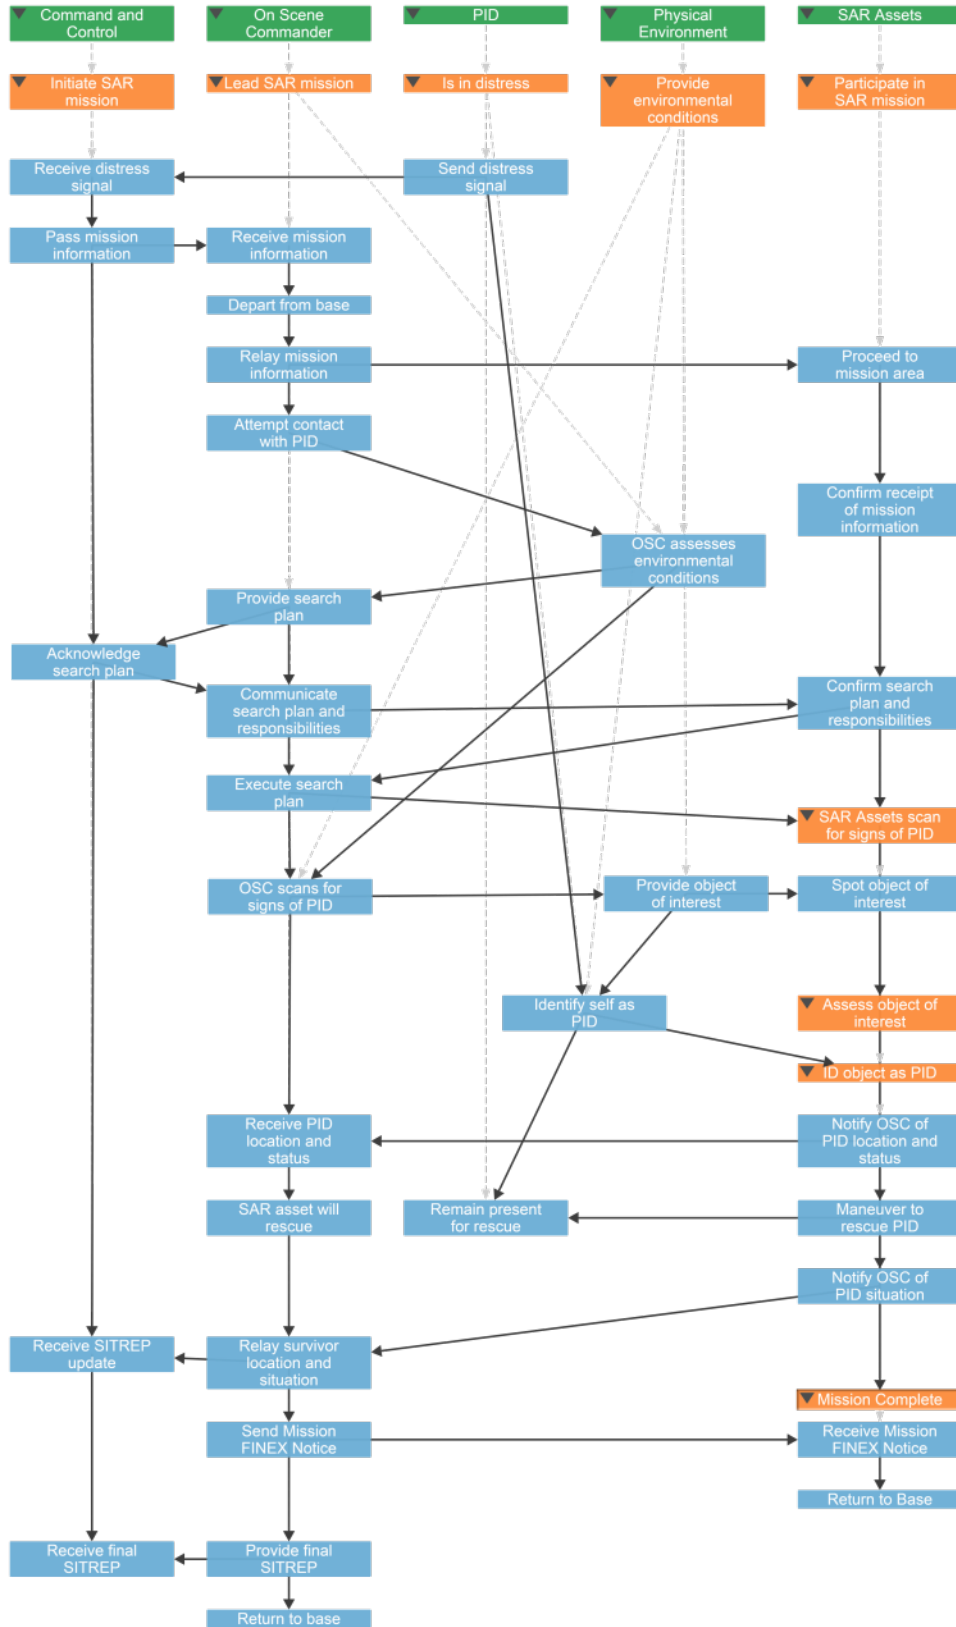 Command and
Control
On Scene
Commander
PID
Physical
Environment
SAR Assets
Initiate SAR
mission
Lead SAR mission
Is in distress
Provide
environmental
conditions
Participate in
SAR mission
Receive distress
signal
Send distress
signal
Pass mission
information
Receive mission
information
Depart from base
Relay mission
information
Proceed to
mission area
Attempt contact
with PID
Confirm receipt
of mission
information
OSC assesses
environmental
conditions
Provide search
plan
Acknowledge
search plan
Communicate
search plan and
responsibilities
Confirm search
plan and
responsibilities
Execute search
plan
SAR Assets scan
for signs of PID
OSC scans for
signs of PID
Provide object
of interest
Spot object of
interest
Identify self as
PID
Assess object of
interest
ID object as PID
Receive PID
location and
status
Notify OSC of
PID location and
status
SAR asset will
rescue
Remain present
for rescue
Maneuver to
rescue PID
Notify OSC of
PID situation
Receive SITREP
update
Relay survivor
location and
situation
Mission Complete
Send Mission
FINEX Notice
Receive Mission
FINEX Notice
Return to Base
Receive final
SITREP
Provide final
SITREP
Return to base